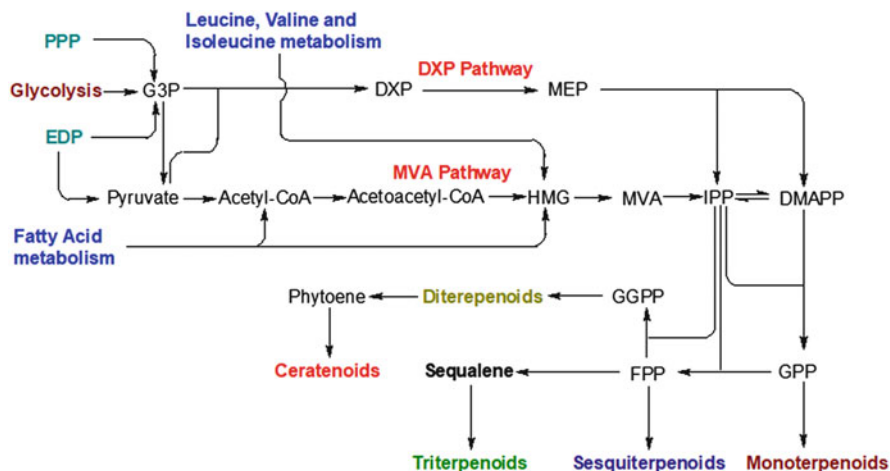 Leucine, Valine and
Isoleucine metabolism
PPP
DXP Pathway
Glycolysis
G3P
DXP
MEP
EDP
MVA Pathway
Pyruvate
Acetyl-CoA
Acetoacetyl-CoA
HMG
MVA
IPP
DMAPP
Fatty Acid
metabolism
Phytoene
Diterepenoids
GGPP
Ceratenoids
Sequalene
FPP
GPP
Triterpenoids
Sesquiterpenoids
Monoterpenoids